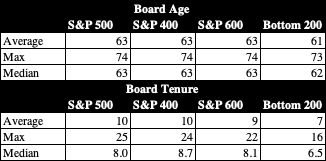 Board Age
S&P 500 S&P 400 S&P 600 Bottom 200
Average 63 63 63 61
Max 74 74 74 73
Median 63 63 63 62
Board Tenure
S&P 500 S&P 400 S&P 600 Bottom 200
Average 10 10 9 7
Max 25 24 22 16
Median 8.0 8.7 8.1 6.5